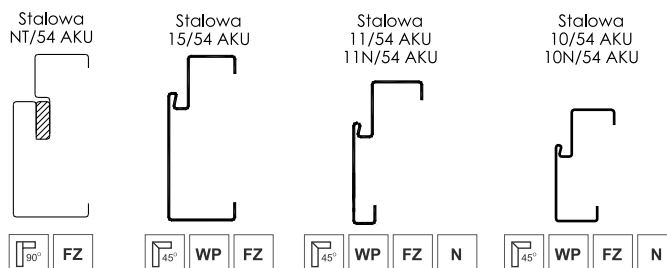 Stalowa
NT/54 AKU
Stalowa
15/54 AKU
Stalowa
11/54 AKU
11N/54 AKU
Stalowa
10/54 AKU
10N/54 AKU
90° FZ
45° WP FZ
45° WP FZ N
45° WP FZ N